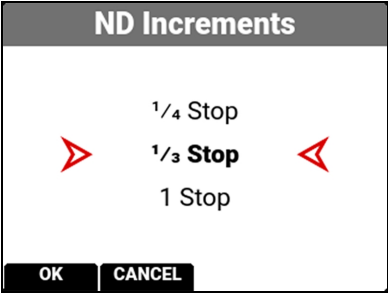 ND Increments
¹⁄₄ Stop
¹⁄₃ Stop
1 Stop
OK CANCEL